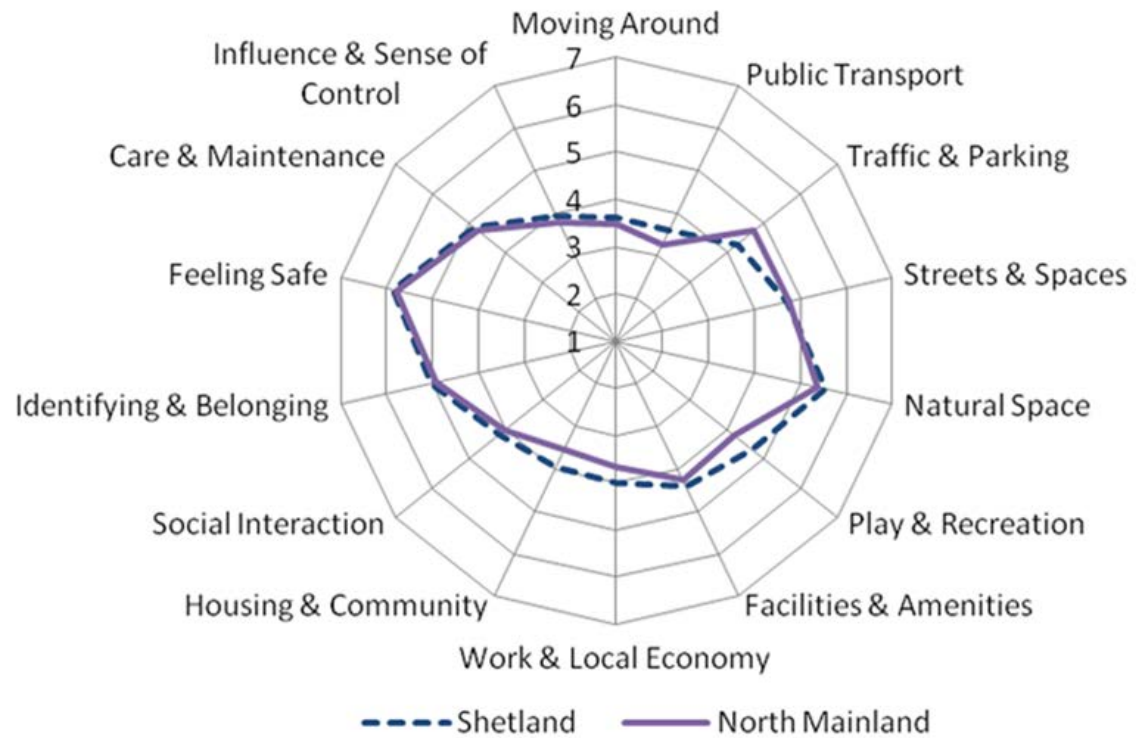 Moving Around
Public Transport
Traffic & Parking
Streets & Spaces
Natural Space
Play & Recreation
Facilities & Amenities
Work & Local Economy
Housing & Community
Social Interaction
Identifying & Belonging
Feeling Safe
Care & Maintenance
Influence & Sense of
Control
7
6
5
4
3
2
1
Shetland
North Mainland